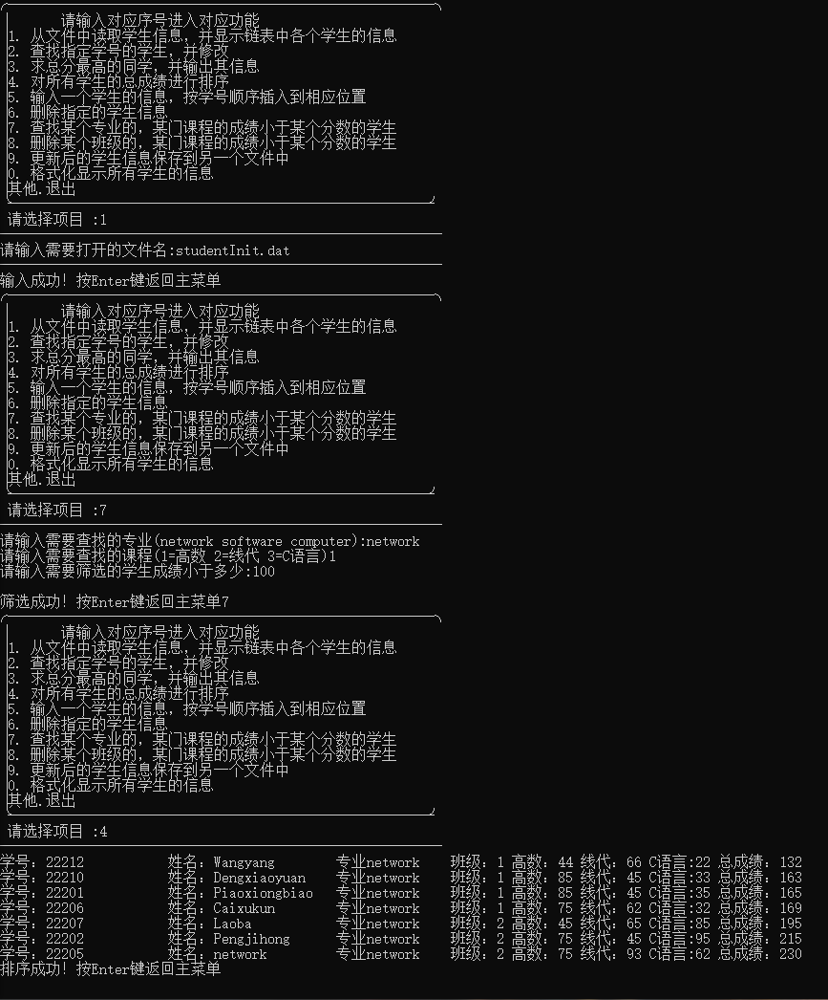 请输入对应序号进入对应功能
1. 从文件中读取学生信息，并显示链表中各个学生的信息
2. 查找指定学号的学生，并修改
3. 求总分最高的同学，并输出其信息
4. 对所有学生的总成绩进行排序
5. 输入一个学生的信息，按学号顺序插入到相应位置
6. 删除指定的学生信息
7. 查找某个专业的，某门课程的成绩小于某个分数的学生
8. 删除某个班级的，某门课程的成绩小于某个分数的学生
9. 更新后的学生信息保存到另一个文件中
0. 格式化显示所有学生的信息
其他.退出
请选择项目 :1
请输入需要打开的文件名:studentInit.dat
输入成功! 按Enter键返回主菜单
请输入对应序号进入对应功能
1. 从文件中读取学生信息，并显示链表中各个学生的信息
2. 查找指定学号的学生，并修改
3. 求总分最高的同学，并输出其信息
4. 对所有学生的总成绩进行排序
5. 输入一个学生的信息，按学号顺序插入到相应位置
6. 删除指定的学生信息
7. 查找某个专业的，某门课程的成绩小于某个分数的学生
8. 删除某个班级的，某门课程的成绩小于某个分数的学生
9. 更新后的学生信息保存到另一个文件中
0. 格式化显示所有学生的信息
其他.退出
请选择项目 :7
请输入需要查找的专业(network software computer):network
请输入需要查找的课程(1=高数 2=线代 3=C语言)1
请输入需要筛选的学生成绩小于多少:100
筛选成功! 按Enter键返回主菜单7
请输入对应序号进入对应功能
1. 从文件中读取学生信息，并显示链表中各个学生的信息
2. 查找指定学号的学生，并修改
3. 求总分最高的同学，并输出其信息
4. 对所有学生的总成绩进行排序
5. 输入一个学生的信息，按学号顺序插入到相应位置
6. 删除指定的学生信息
7. 查找某个专业的，某门课程的成绩小于某个分数的学生
8. 删除某个班级的，某门课程的成绩小于某个分数的学生
9. 更新后的学生信息保存到另一个文件中
0. 格式化显示所有学生的信息
其他.退出
请选择项目 :4
学号：22212 姓名：Wangyang 专业network 班级：1 高数：44 线代：66 C语言:22 总成绩：132
学号：22210 姓名：Dengxiaoyuan 专业network 班级：1 高数：85 线代：45 C语言:33 总成绩：163
学号：22201 姓名：Piaoxiongbiao 专业network 班级：1 高数：85 线代：45 C语言:35 总成绩：165
学号：22206 姓名：Caixukun 专业network 班级：1 高数：75 线代：62 C语言:32 总成绩：169
学号：22207 姓名：Laoba 专业network 班级：2 高数：45 线代：65 C语言:85 总成绩：195
学号：22202 姓名：Pengjihong 专业network 班级：2 高数：75 线代：45 C语言:95 总成绩：215
学号：22205 姓名：network 专业network 班级：2 高数：75 线代：93 C语言:62 总成绩：230
排序成功! 按Enter键返回主菜单